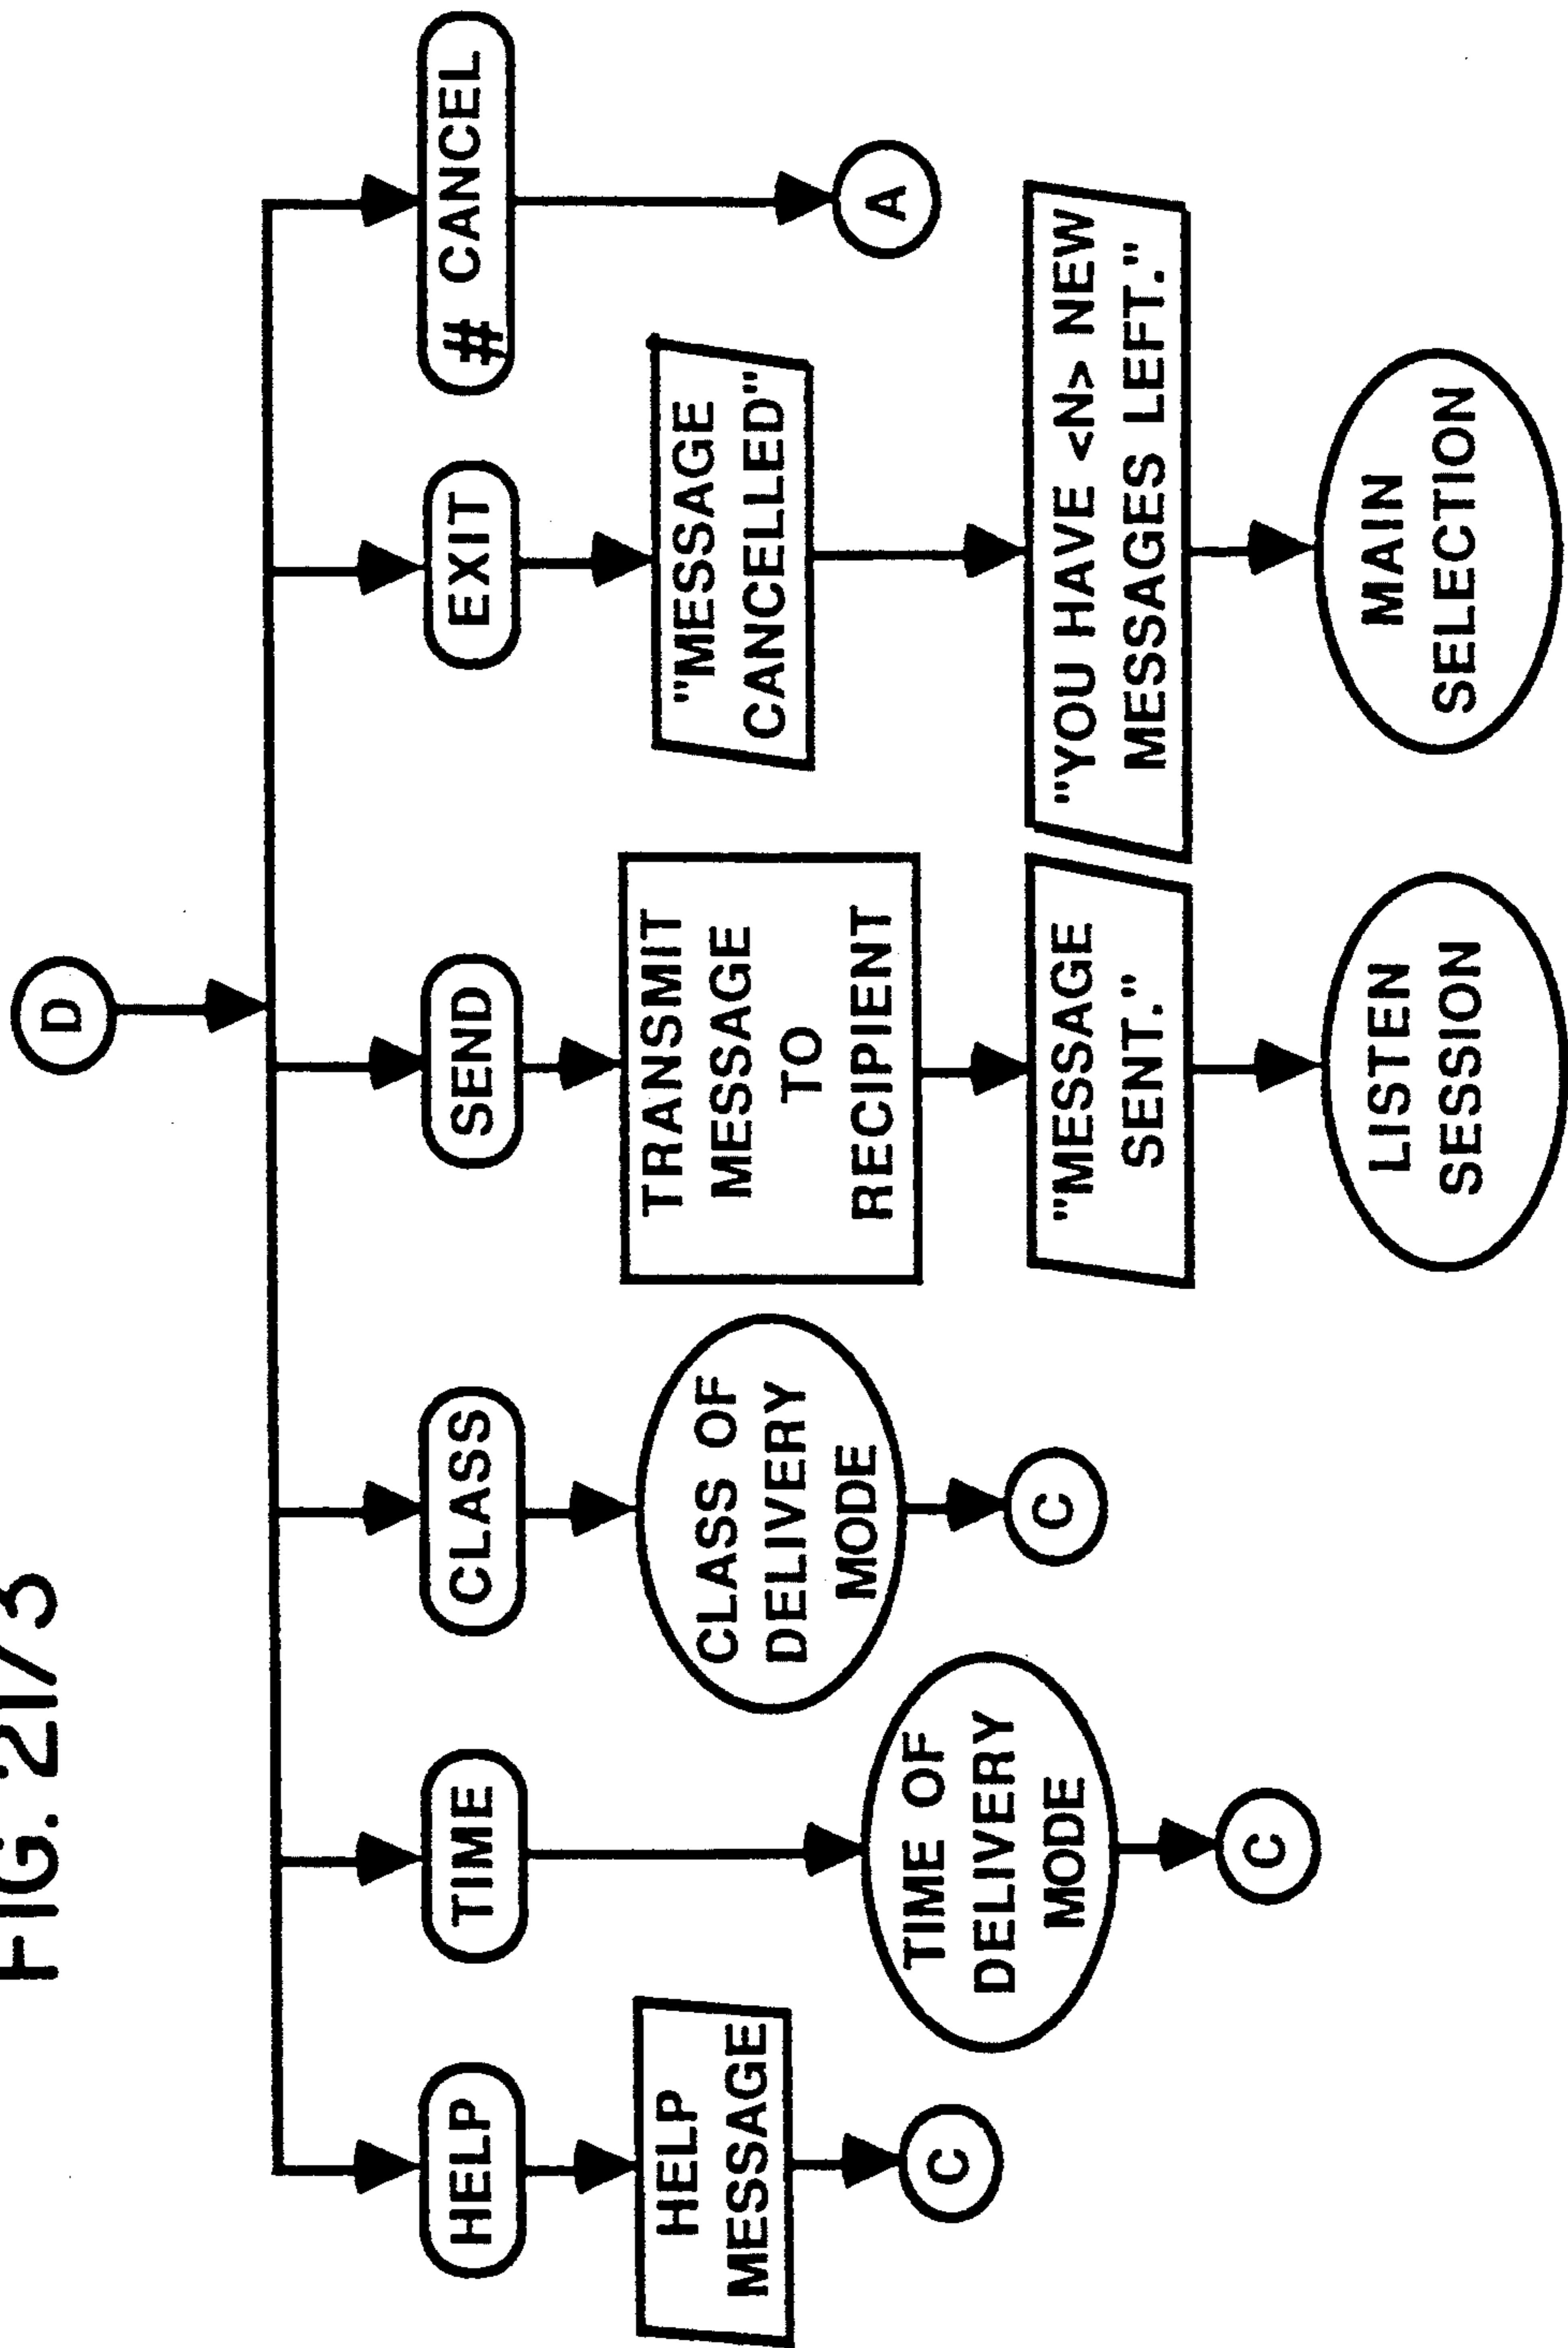 FIG. 21/3
D
HELP
TIME
CLASS
SEND
EXIT
# CANCEL
HELP
MESSAGE
C
TIME OF
DELIVERY
MODE
C
CLASS OF
DELIVERY
MODE
C
TRANSMIT
MESSAGE
TO
RECIPIENT
"MESSAGE
SENT."
LISTEN
SESSION
"MESSAGE
CANCELLED"
"YOU HAVE <N> NEW
MESSAGES LEFT."
MAIN
SELECTION
A